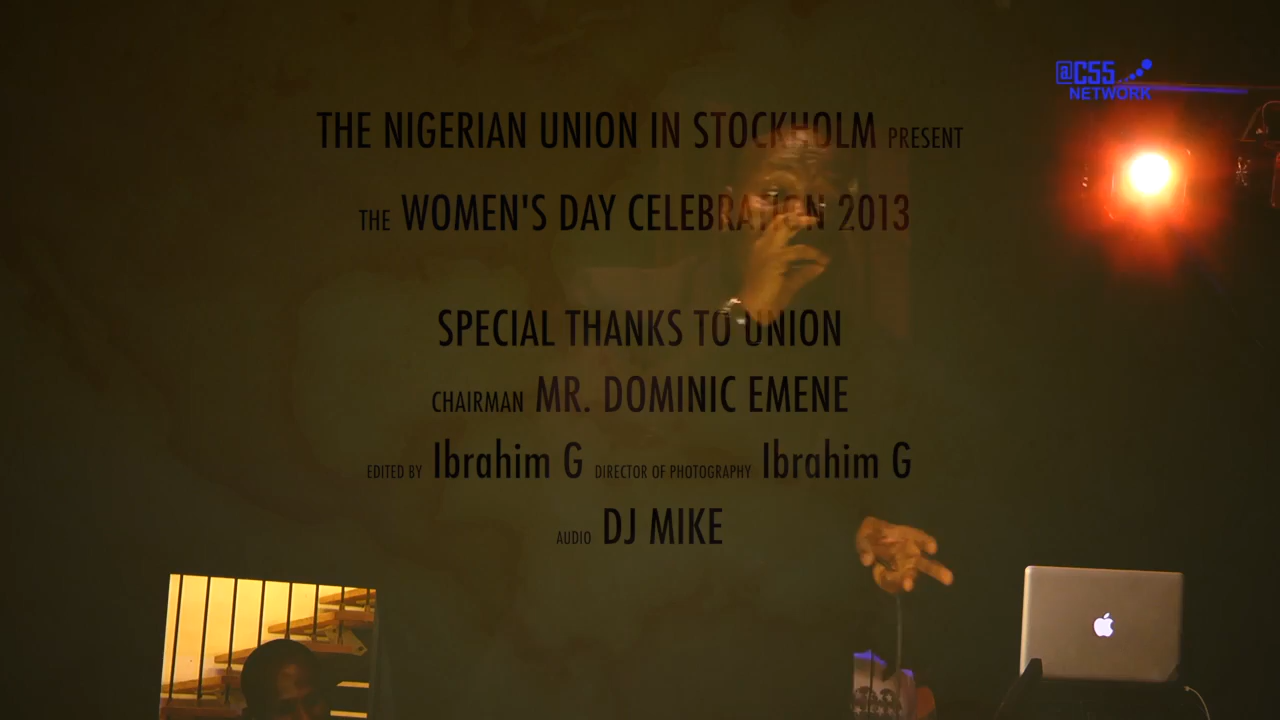 @CSS
NETWORK
THE NIGERIAN UNION IN STOCKHOLM PRESENT
THE WOMEN'S DAY CELEBRATION 2013
SPECIAL THANKS TO UNION
CHAIRMAN MR. DOMINIC EMENE
EDITED BY Ibrahim G DIRECTOR OF PHOTOGRAPHY Ibrahim G
AUDIO DJ MIKE